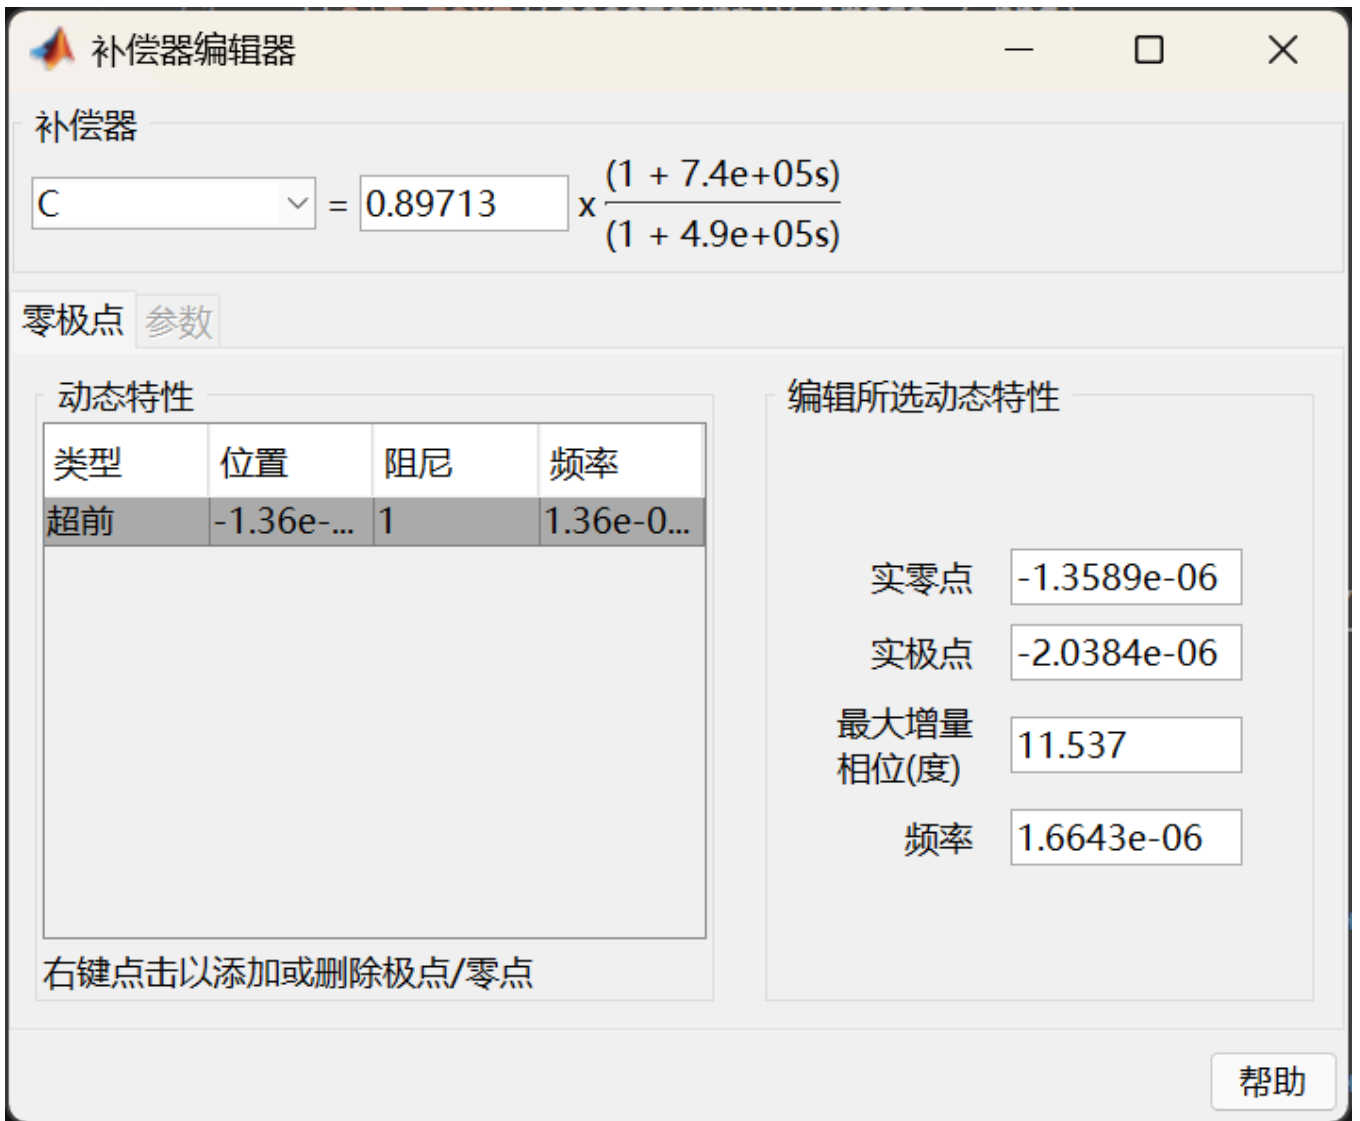 补偿器编辑器
补偿器
C = 0.89713 x (1 + 7.4e+05s)
(1 + 4.9e+05s)
零极点 参数
动态特性
类型 位置 阻尼 频率
超前 -1.36e-... 1 1.36e-0...
右键点击以添加或删除极点/零点
编辑所选动态特性
实零点 -1.3589e-06
实极点 -2.0384e-06
最大增量
相位(度) 11.537
频率 1.6643e-06
帮助